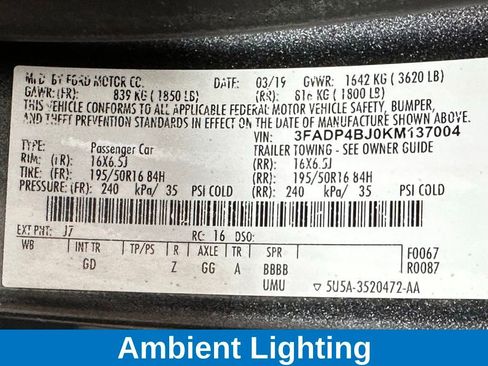 MFD. BY FORD MOTOR CO. DATE: 03/19 GVWR: 1642 KG ( 3620 LB)
GAWR: (FR): 839 KG ( 1850 LB) (RR): 816 KG ( 1800 LB)
THIS VEHICLE CONFORMS TO ALL APPLICABLE FEDERAL MOTOR VEHICLE SAFETY, BUMPER,
AND THEFT PREVENTION STANDARDS IN EFFECT ON THE DATE OF MANUFACTURE SHOWN ABOVE.
VIN: 3FADP4BJ0KM137004
TYPE: Passenger Car TRAILER TOWING - SEE OWNER GUIDE
RIM: (FR) 16X6.5J (RR): 16X6.5J
TIRE: (FR): 195/50R16 84H (RR): 195/50R16 84H
PRESSURE: (FR): 240 kPa/ 35 PSI COLD (RR): 240 kPa/ 35 PSI COLD
EXT PNT: J7 RC: 16 DSO:
WB INT TR TP/PS R AXLE TR SPR F0067
GD Z GG A BBBB R0087
UMU ▽ 5U5A-3520472-AA
Ambient Lighting